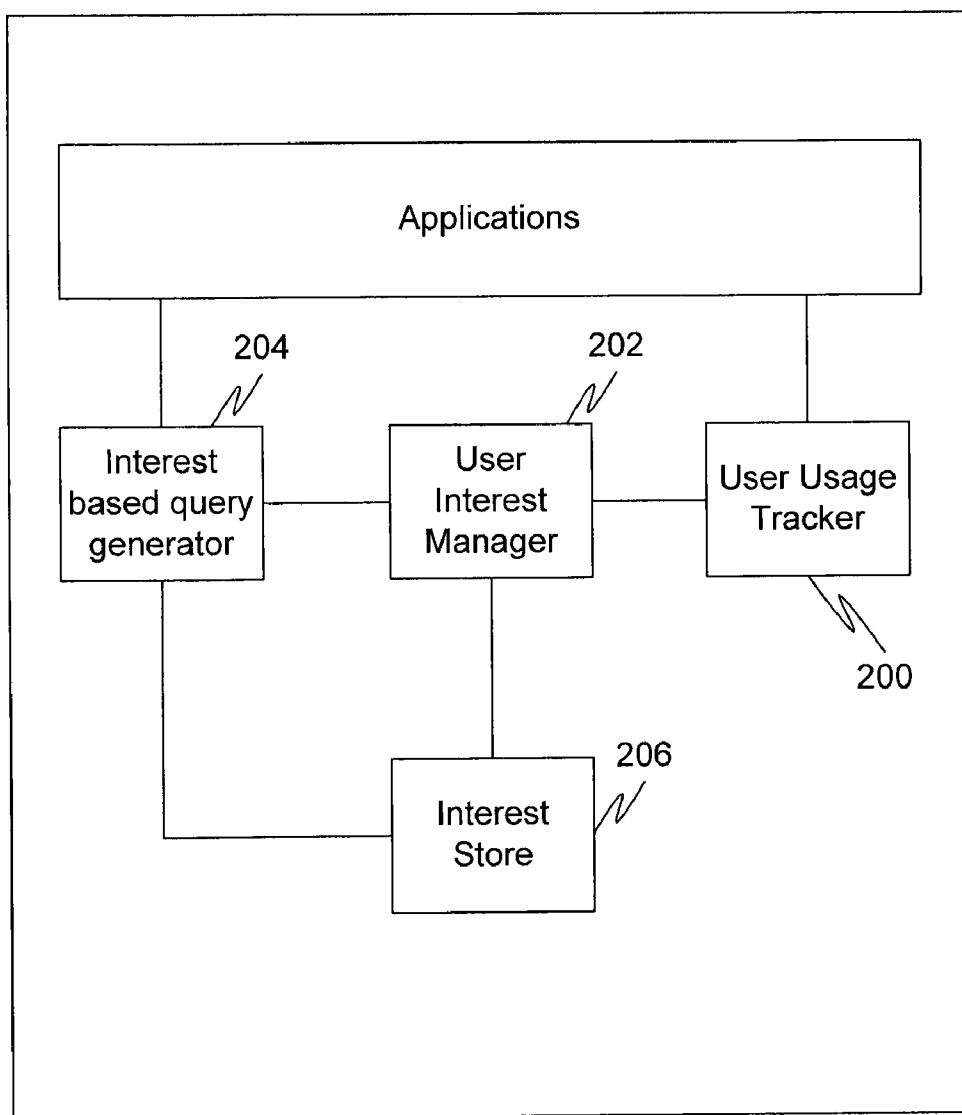 Applications
204
202
Interest
based query
generator
User
Interest
Manager
User Usage
Tracker
200
206
Interest
Store